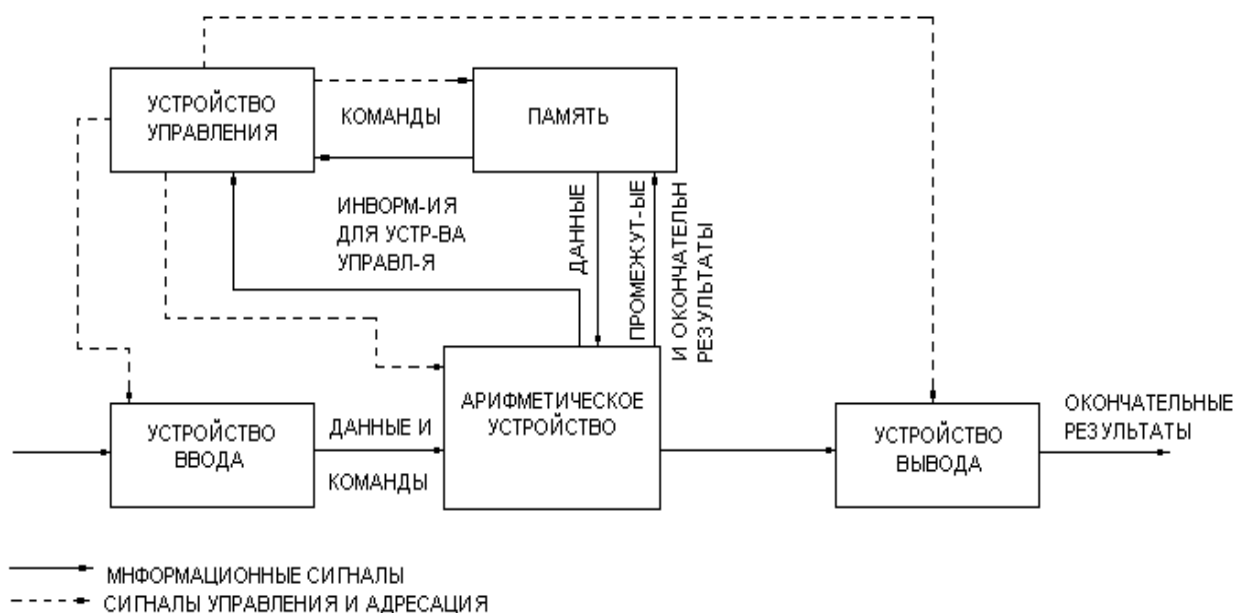 УСТРОЙСТВО
УПРАВЛЕНИЯ
КОМАНДЫ
ПАМЯТЬ
ИНВОРМ-ИЯ
ДЛЯ УСТР-ВА
УПРАВЛ-Я
ДАННЫЕ
ПРОМЕЖУТ-ЫЕ
И ОКОНЧАТЕЛЬН
РЕЗУЛЬТАТЫ
УСТРОЙСТВО
ВВОДА
ДАННЫЕ И
КОМАНДЫ
АРИФМЕТИЧЕСКОЕ
УСТРОЙСТВО
УСТРОЙСТВО
ВЫВОДА
ОКОНЧАТЕЛЬНЫЕ
РЕЗУЛЬТАТЫ
МНФОРМАЦИОННЫЕ СИГНАЛЫ
СИГНАЛЫ УПРАВЛЕНИЯ И АДРЕСАЦИЯ